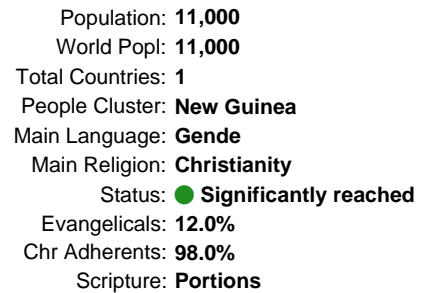 Population: 11,000
World Popl: 11,000
Total Countries: 1
People Cluster: New Guinea
Main Language: Gende
Main Religion: Christianity
Status: Significantly reached
Evangelicals: 12.0%
Chr Adherents: 98.0%
Scripture: Portions